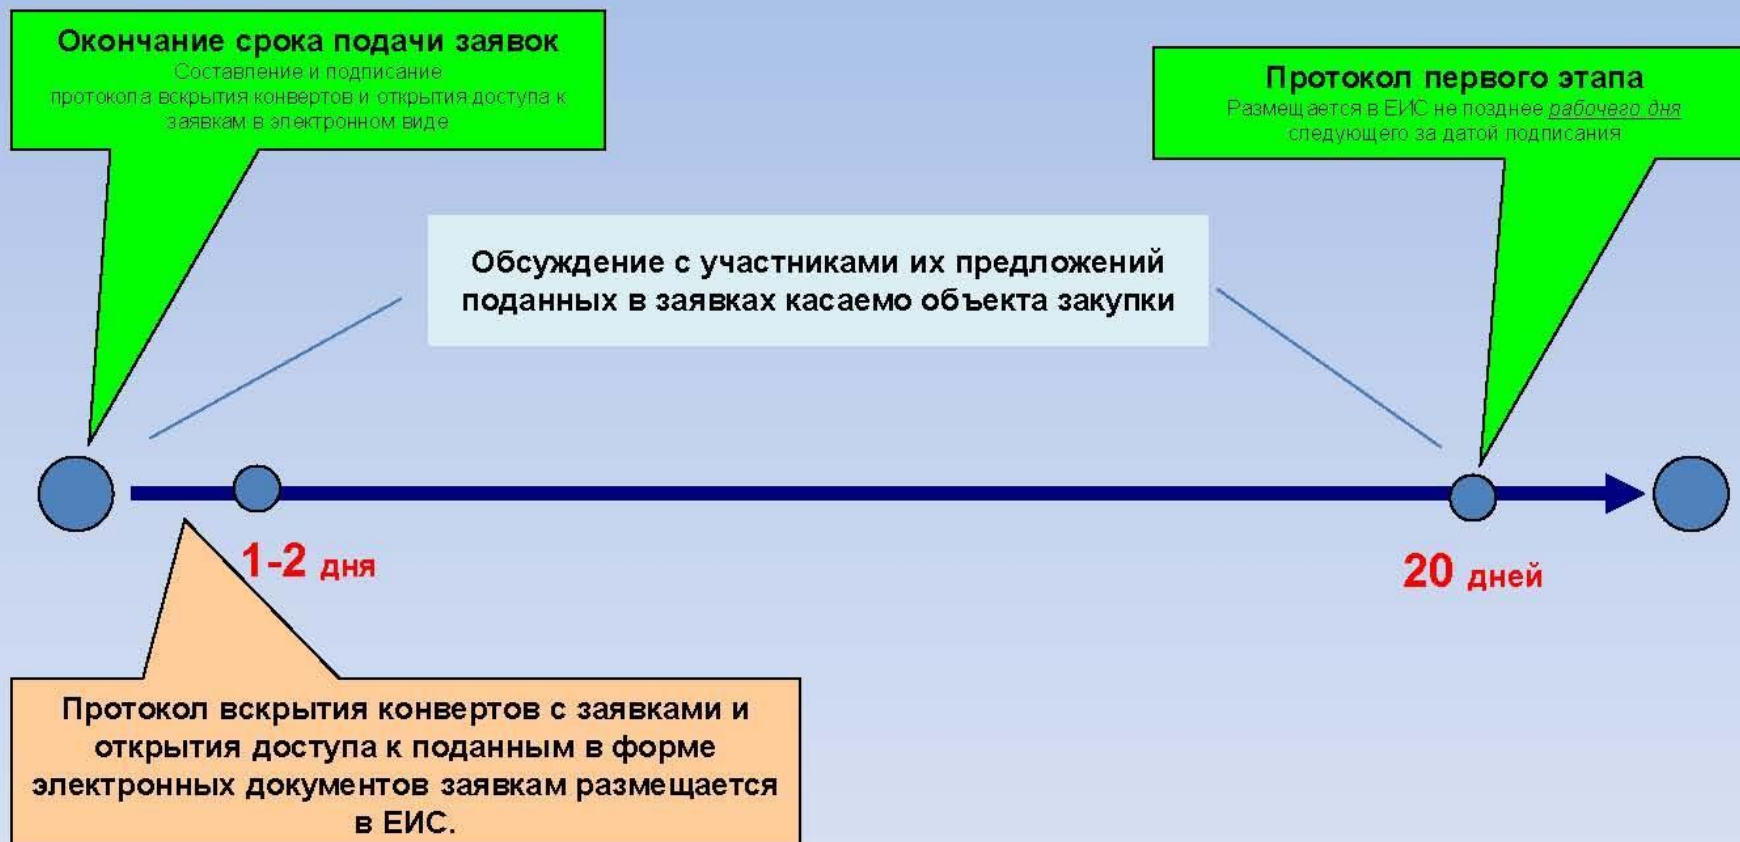 Окончание срока подачи заявок
Составление и подписание
протокола вскрытия конвертов и открытия доступа к
заявкам в электронном виде
Протокол первого этапа
Размещается в ЕИС не позднее рабочего дня
следующего за датой подписания
Обсуждение с участниками их предложений
поданных в заявках касаемо объекта закупки
1-2 дня
20 дней
Протокол вскрытия конвертов с заявками и
открытия доступа к поданным в форме
электронных документов заявкам размещается
в ЕИС.